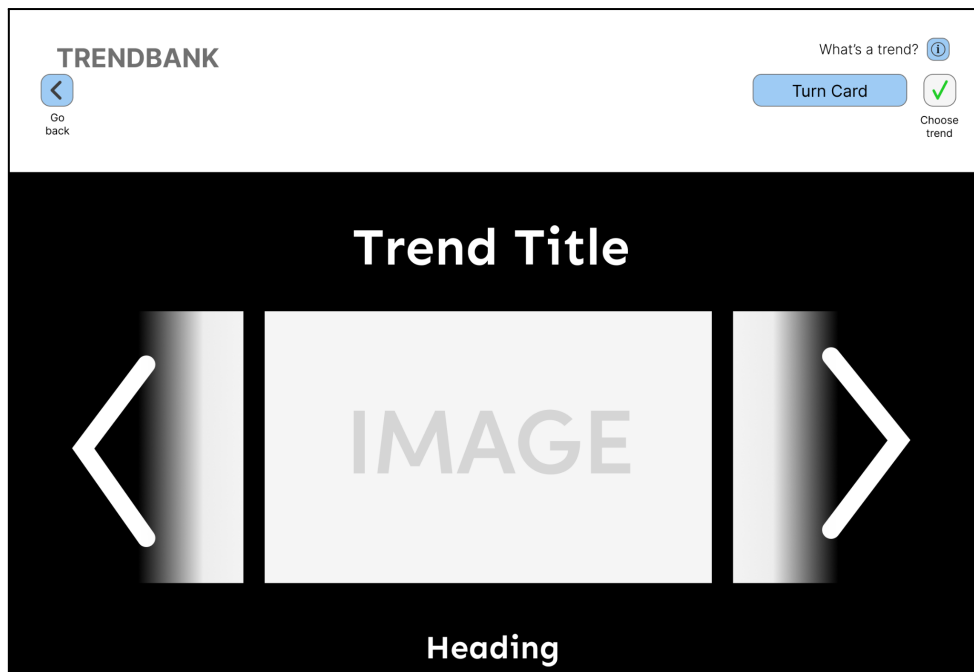 TRENDBANK
What's a trend?
Go
back
Turn Card
Choose
trend
Trend Title
IMAGE
Heading